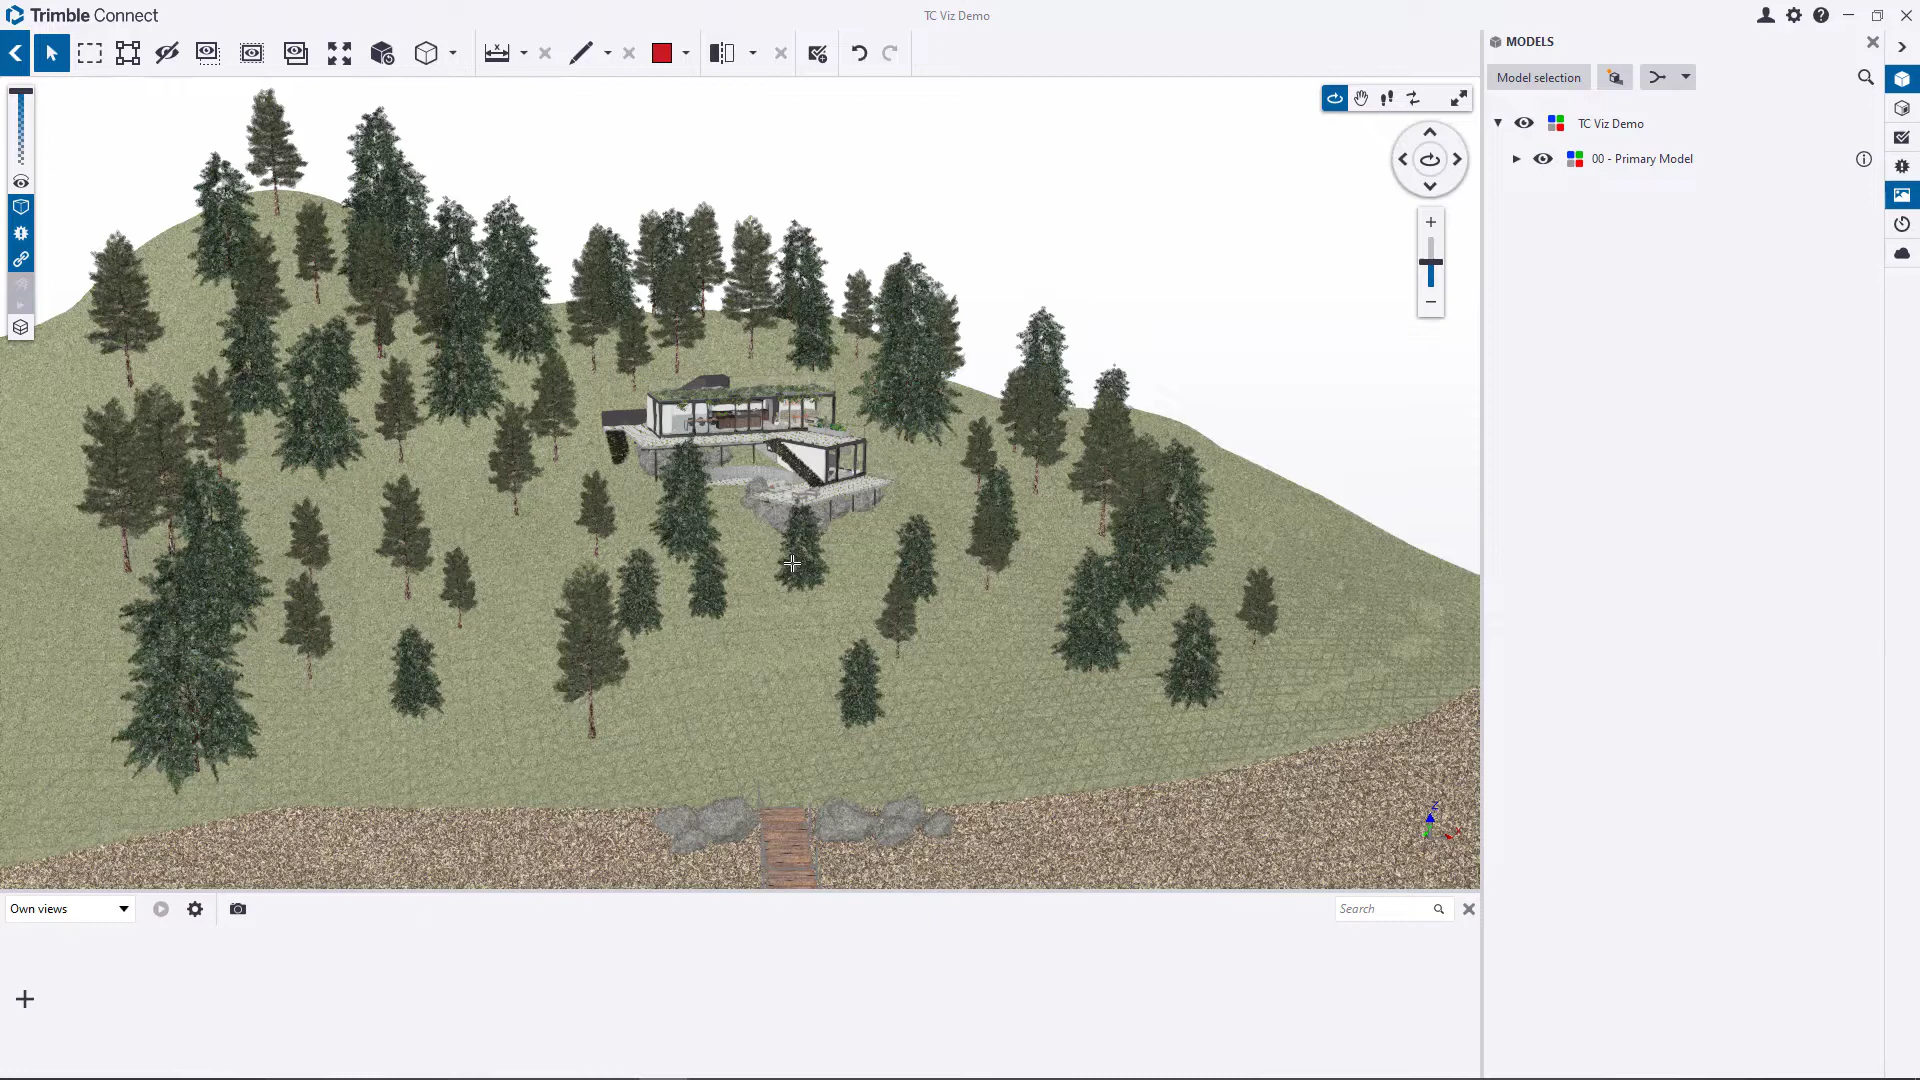 Trimble Connect
TC Viz Demo
MODELS
Model selection
TC Viz Demo
00 - Primary Model
Z
X
Own views
Search